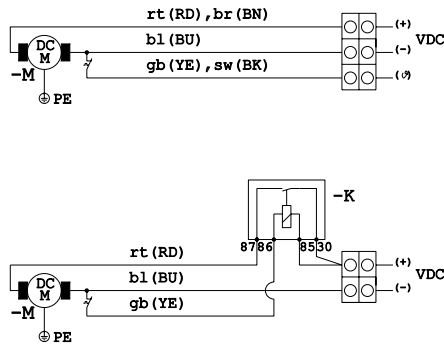 rt(RD),br(BN)
(+)
DC
M
bl(BU)
(-)
VDC
-M
gb(YE),sw(BK)
(ϑ)
PE
-K
87 86 85 30
rt(RD)
(+)
DC
M
bl(BU)
(-)
VDC
-M
gb(YE)
PE